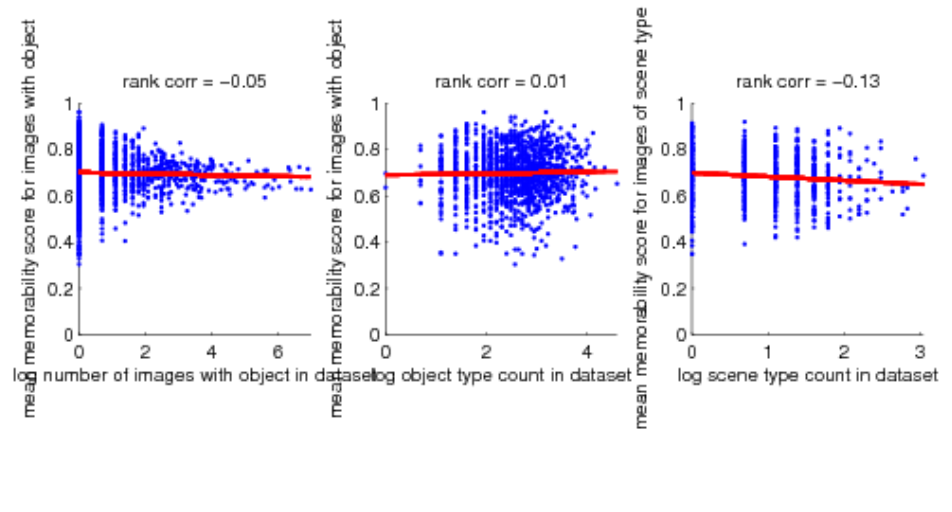 rank corr = −0.05
mean memorability score for images with object
1
0.8
0.6
0.4
0.2
0
0 2 4 6
log number of images with object in dataset
rank corr = 0.01
mean memorability score for images with object
1
0.8
0.6
0.4
0.2
0
0 2 4
log object type count in dataset
rank corr = −0.13
mean memorability score for images of scene type
1
0.8
0.6
0.4
0.2
0
0 1 2 3
log scene type count in dataset